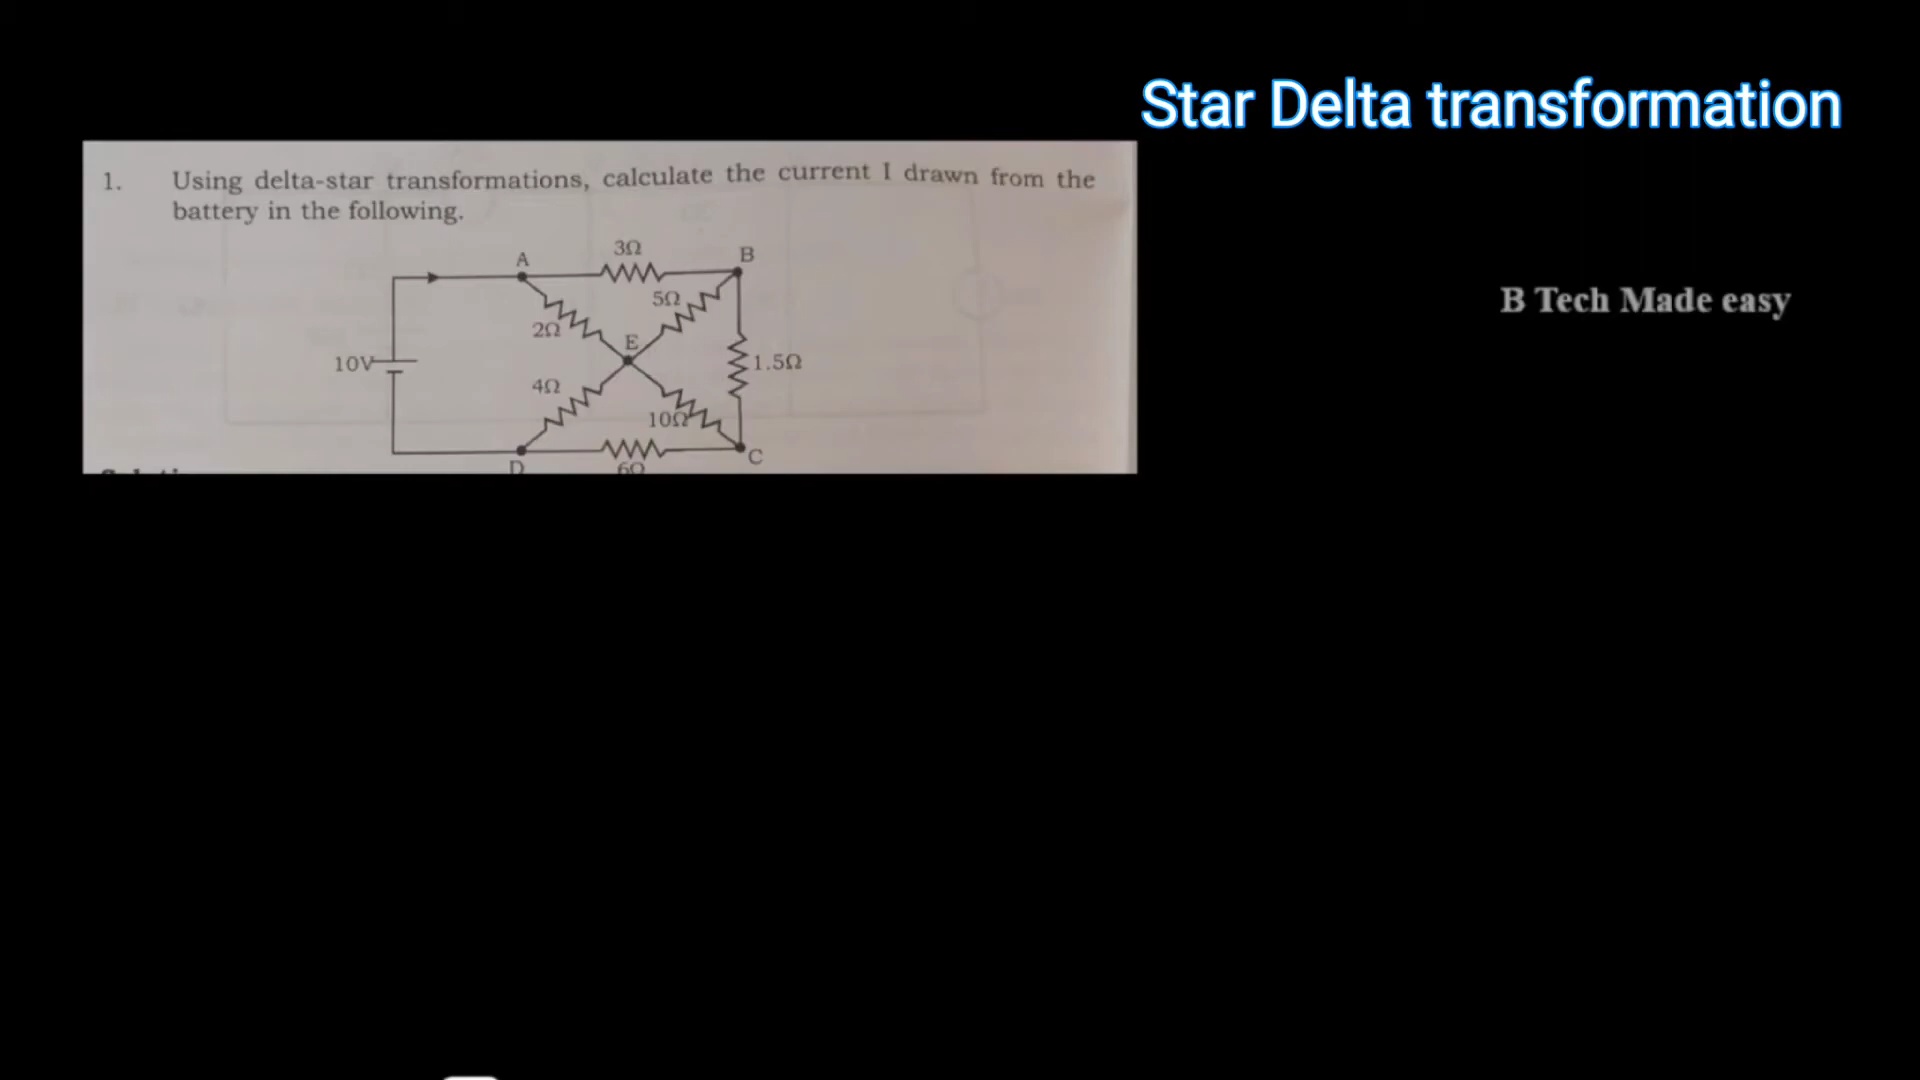 Star Delta transformation
1. Using delta-star transformations, calculate the current I drawn from the
battery in the following.
A
3Ω
B
5Ω
2Ω
E
10V
1.5Ω
4Ω
10Ω
C
D
6Ω
B Tech Made easy